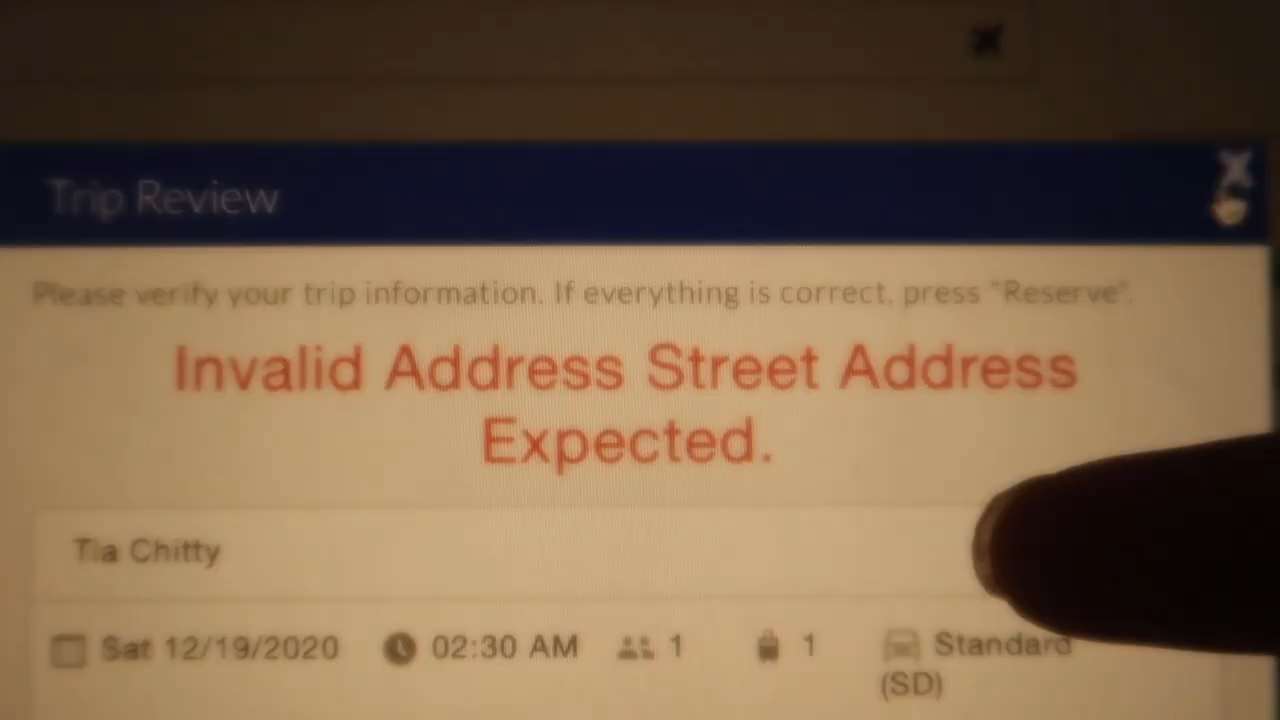 Trip Review
Please verify your trip information. If everything is correct, press "Reserve".
Invalid Address Street Address
Expected.
Tia Chitty
Sat 12/19/2020 02:30 AM 1 1 Standard
(SD)